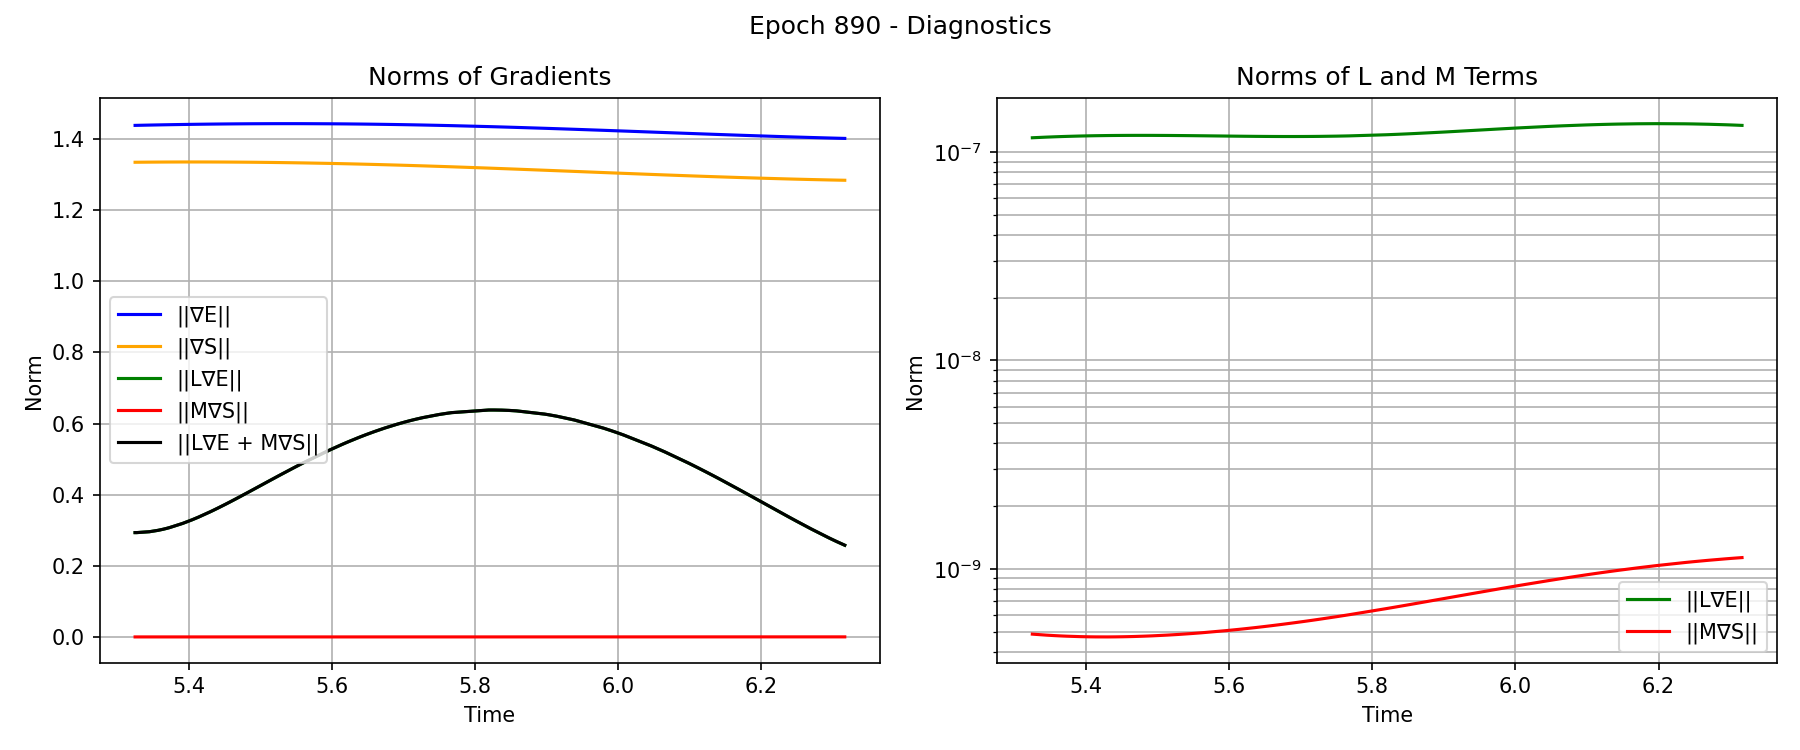 Epoch 890 - Diagnostics
Norms of Gradients
Norm
1.4
1.2
1.0
0.8
0.6
0.4
0.2
0.0
||∇E||
||∇S||
||L∇E||
||M∇S||
||L∇E + M∇S||
5.4 5.6 5.8 6.0 6.2
Time
Norms of L and M Terms
Norm
10⁻⁷
10⁻⁸
10⁻⁹
||L∇E||
||M∇S||
5.4 5.6 5.8 6.0 6.2
Time